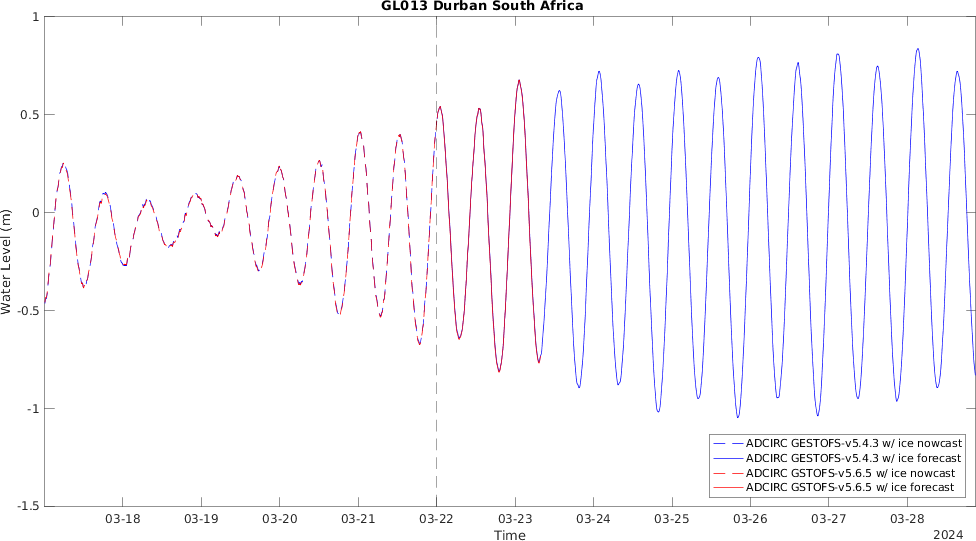 GL013 Durban South Africa
1
0.5
0
-0.5
-1
-1.5
Water Level (m)
ADCIRC GESTOFS-v5.4.3 w/ ice nowcast
ADCIRC GESTOFS-v5.4.3 w/ ice forecast
ADCIRC GSTOFS-v5.6.5 w/ ice nowcast
ADCIRC GSTOFS-v5.6.5 w/ ice forecast
03-18 03-19 03-20 03-21 03-22 03-23 03-24 03-25 03-26 03-27 03-28
Time
2024